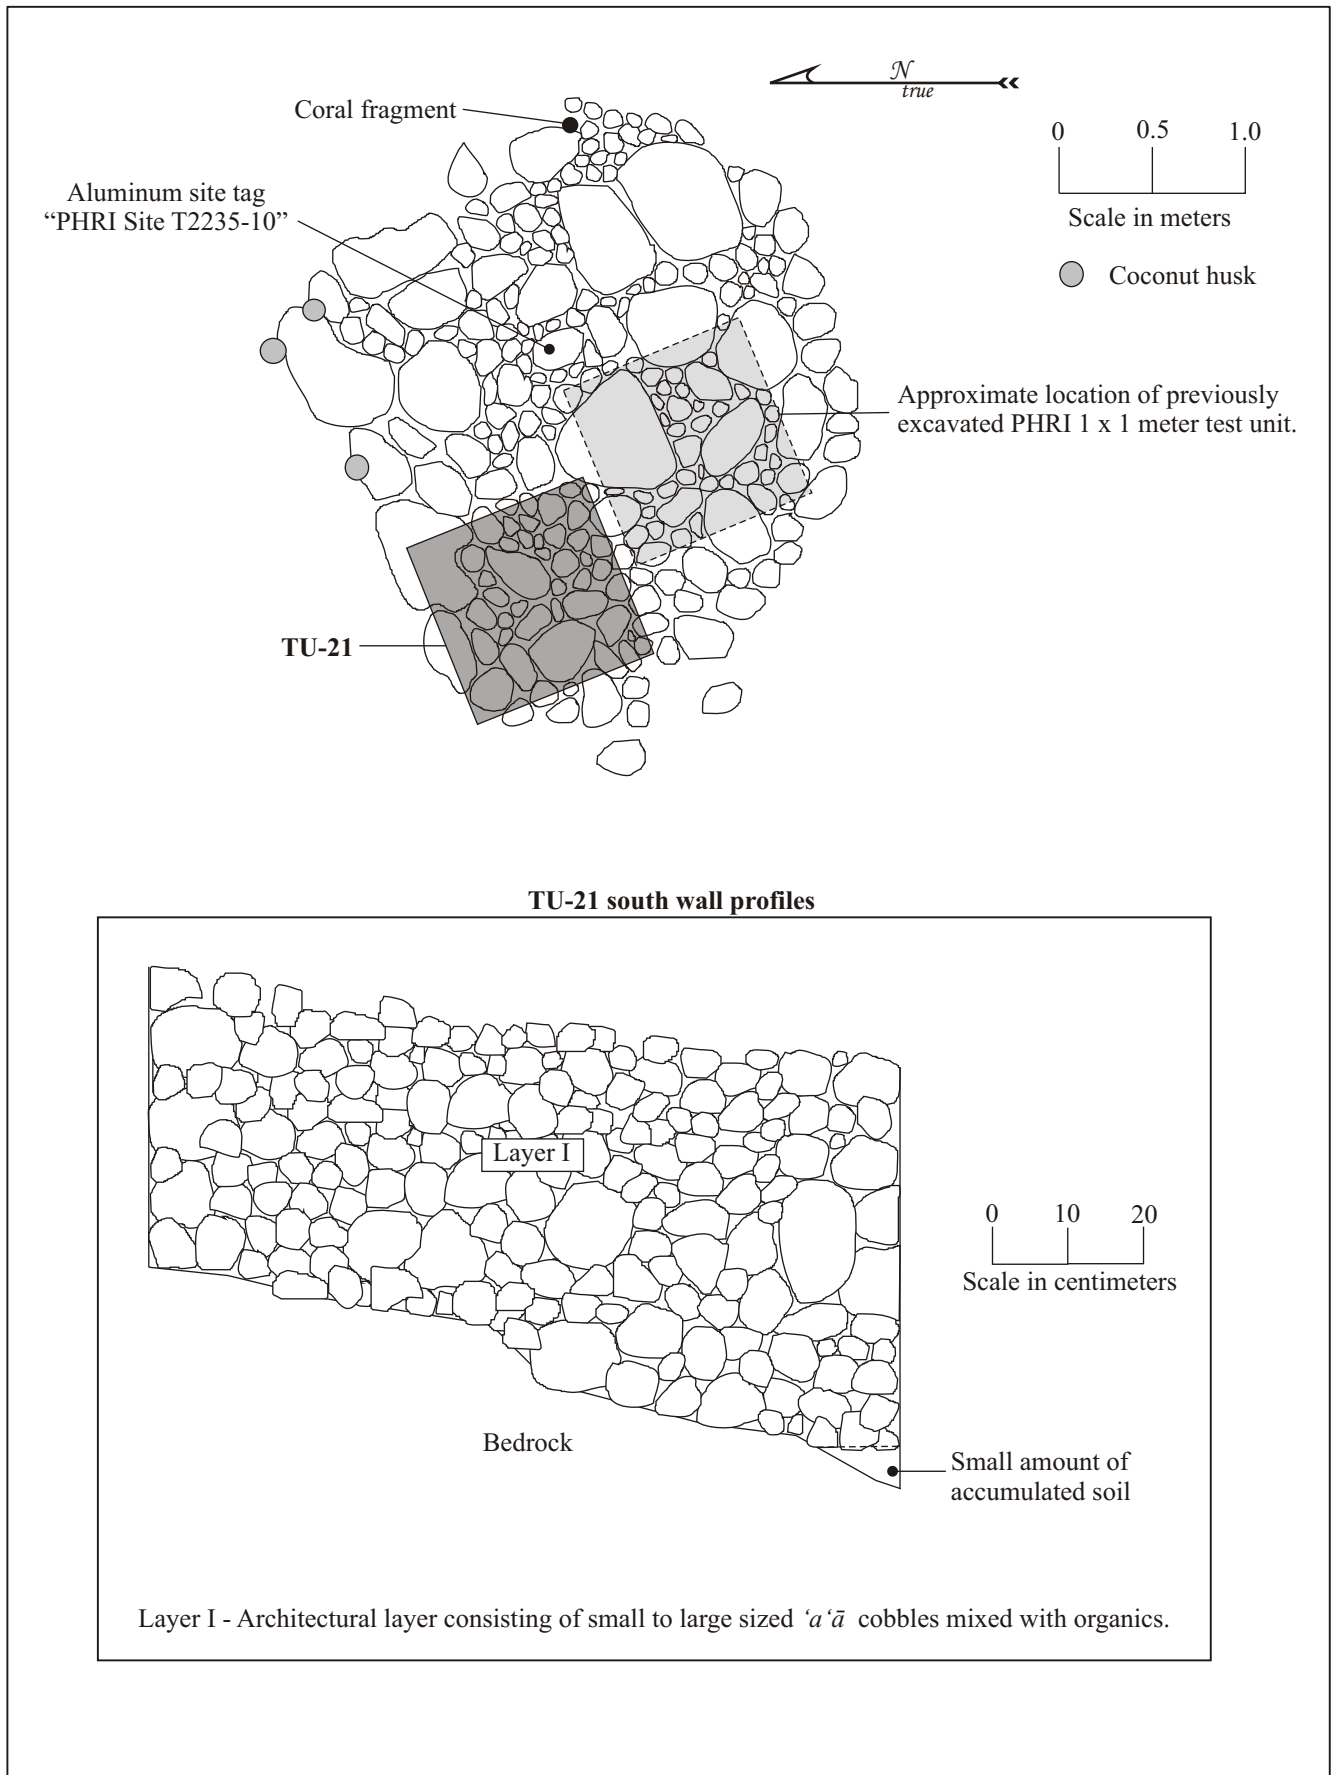 N
true
Coral fragment
0 0.5 1.0
Scale in meters
Aluminum site tag
“PHRI Site T2235-10”
Coconut husk
Approximate location of previously
excavated PHRI 1 x 1 meter test unit.
TU-21
TU-21 south wall profiles
Layer I
0 10 20
Scale in centimeters
Bedrock
Small amount of
accumulated soil
Layer I - Architectural layer consisting of small to large sized ‘a‘ā cobbles mixed with organics.